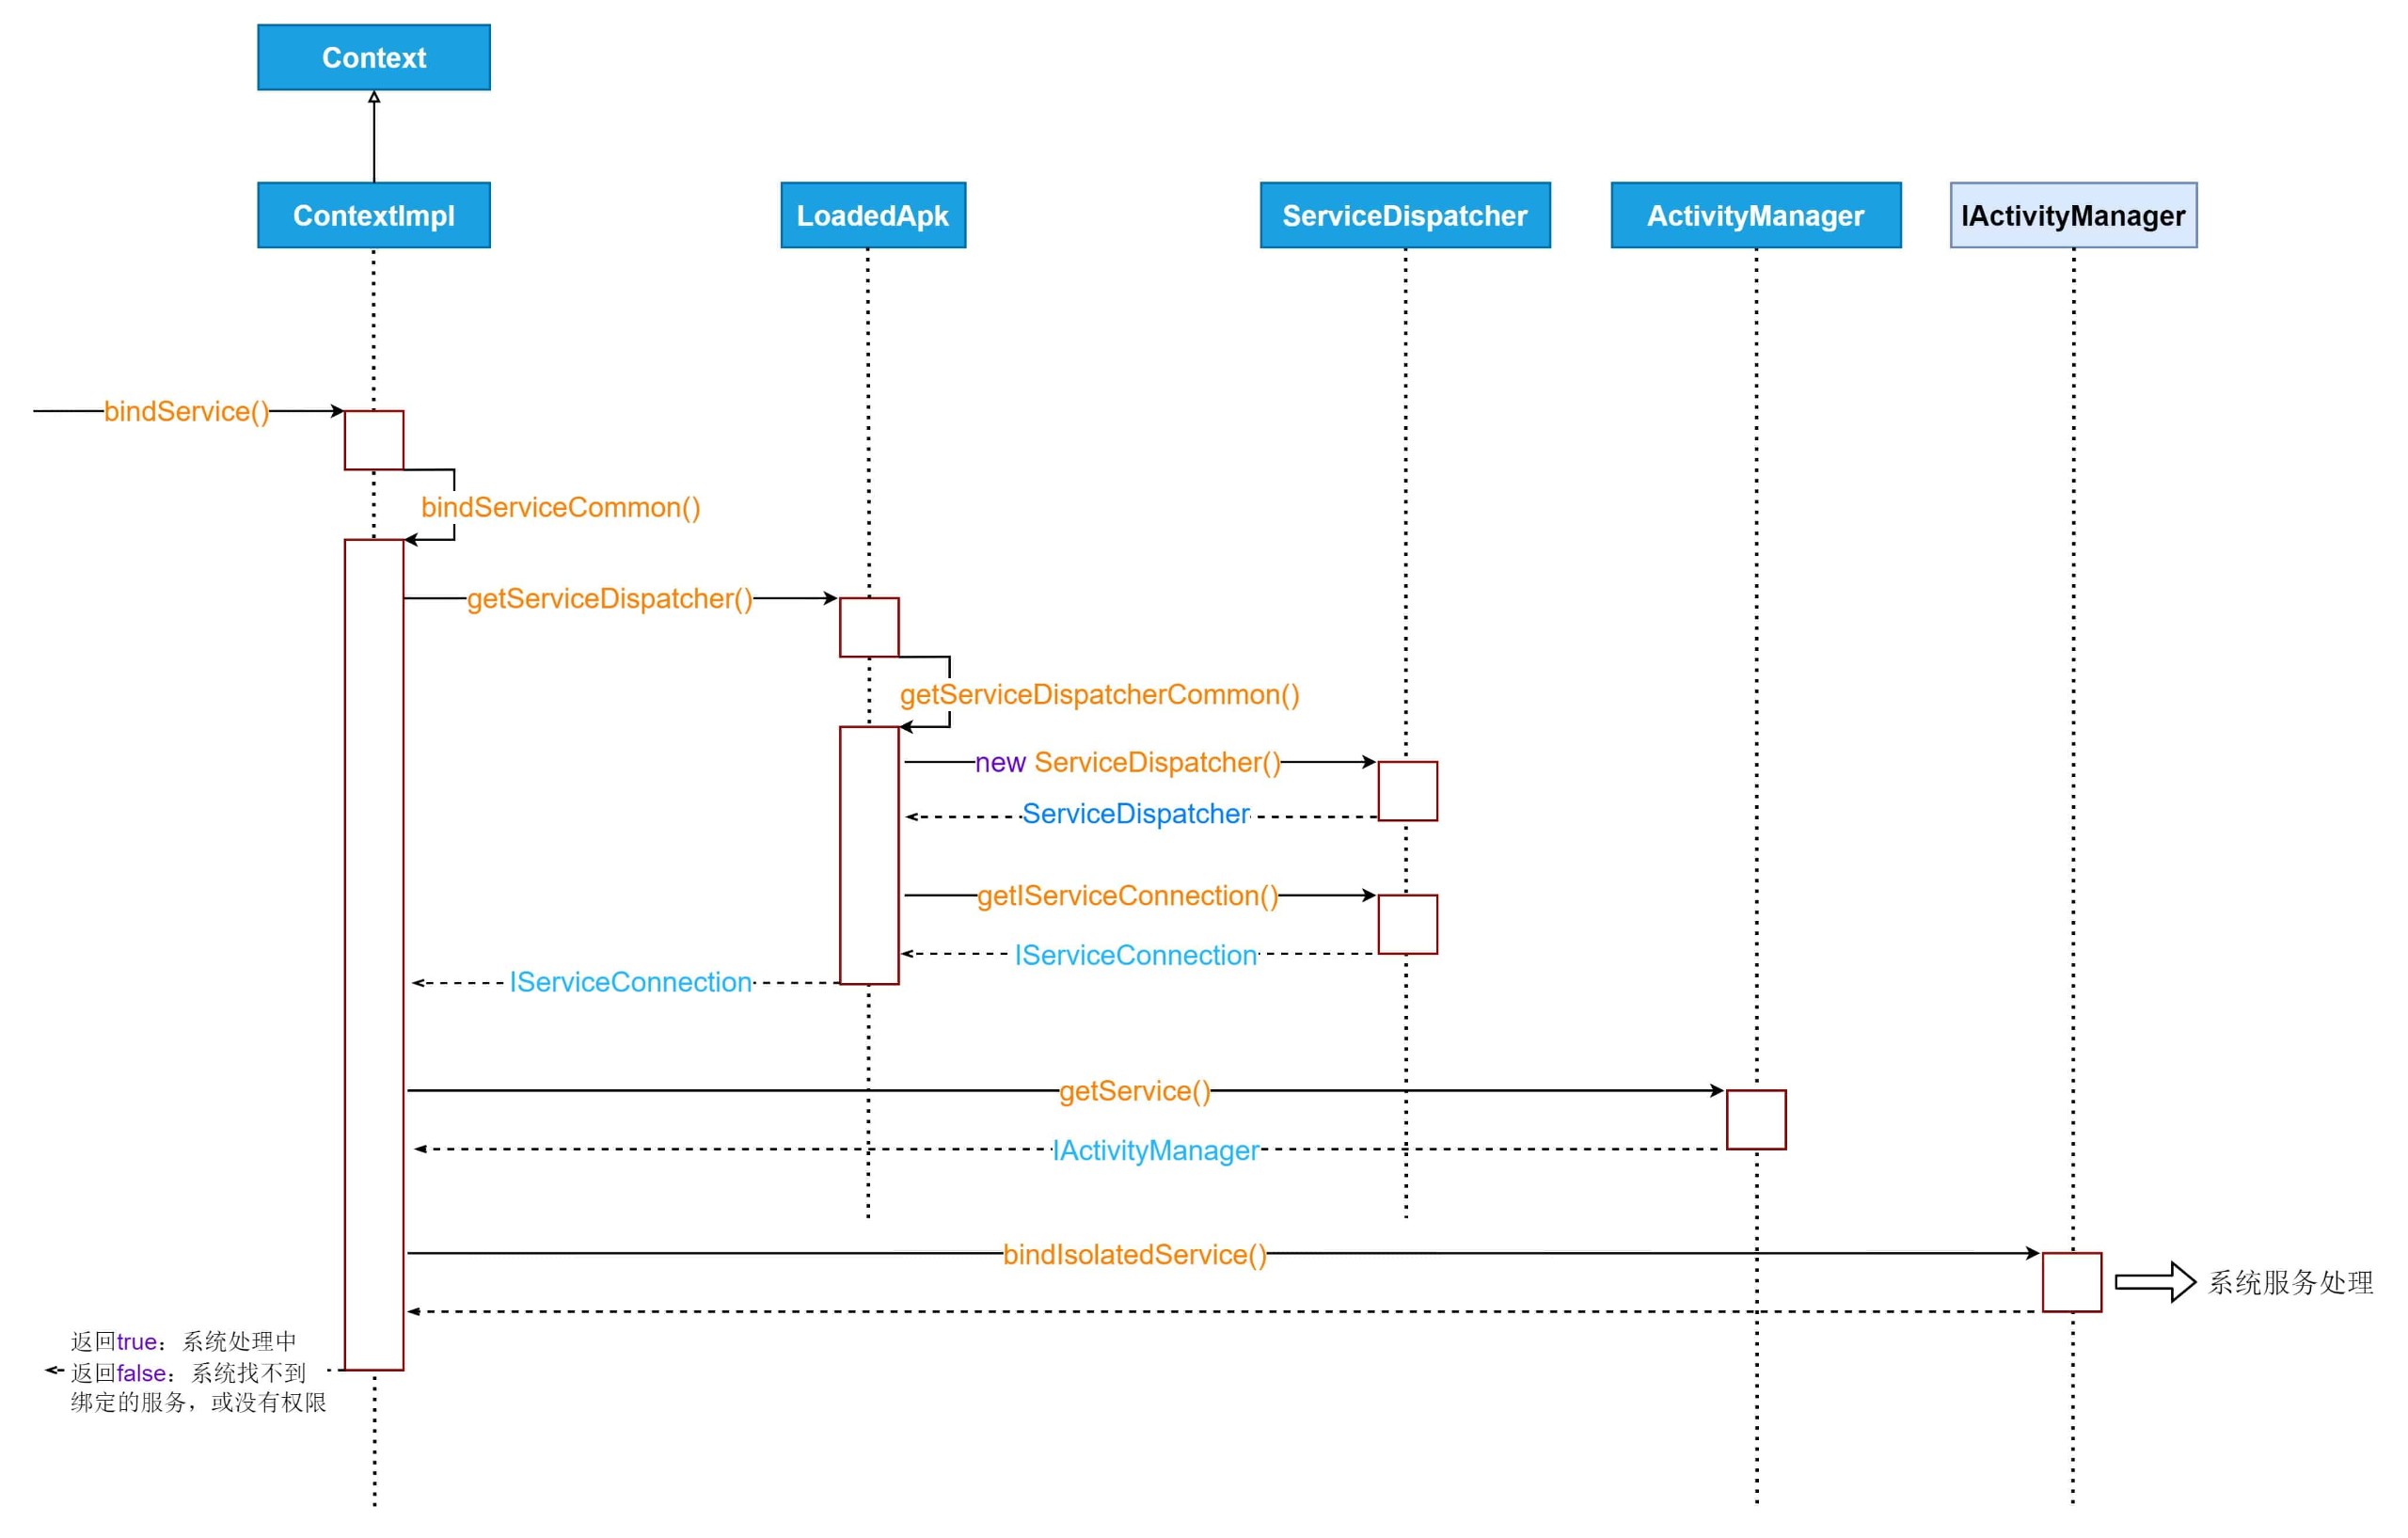 Context
ContextImpl
LoadedApk
ServiceDispatcher
ActivityManager
IActivityManager
bindService()
bindServiceCommon()
getServiceDispatcher()
getServiceDispatcherCommon()
new ServiceDispatcher()
ServiceDispatcher
getIServiceConnection()
IServiceConnection
IServiceConnection
getService()
IActivityManager
bindIsolatedService()
系统服务处理
返回true：系统处理中
返回false：系统找不到
绑定的服务，或没有权限